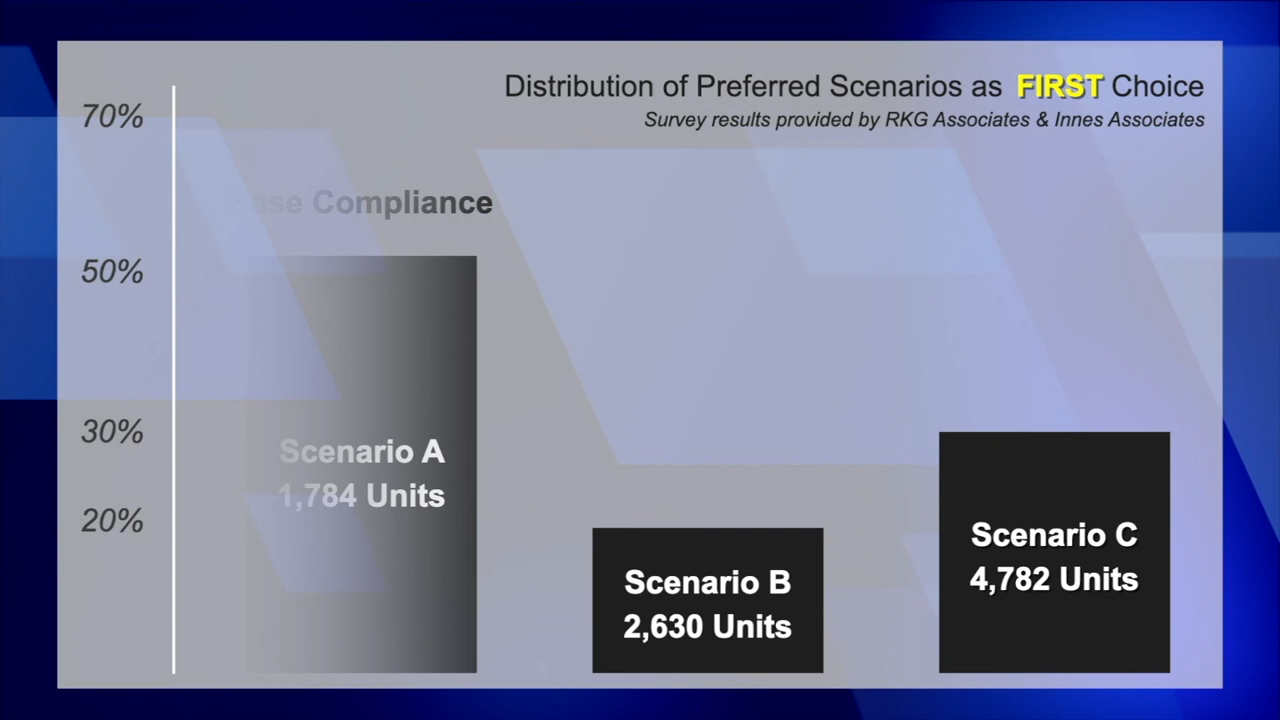 Distribution of Preferred Scenarios as FIRST Choice
Survey results provided by RKG Associates & Innes Associates
70%
Base Compliance
50%
30%
20%
Scenario A
1,784 Units
Scenario B
2,630 Units
Scenario C
4,782 Units